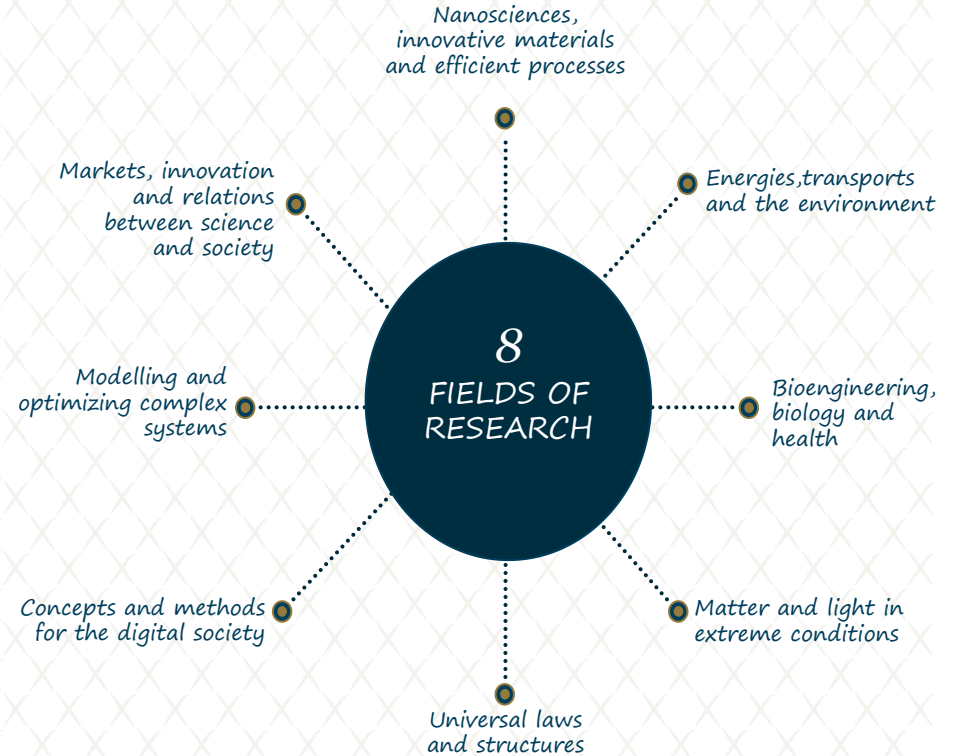 Nanosciences,
innovative materials
and efficient processes
Energies,transports
and the environment
Bioengineering,
biology and
health
Matter and light in
extreme conditions
Universal laws
and structures
Concepts and methods
for the digital society
Modelling and
optimizing complex
systems
Markets, innovation
and relations
between science
and society
8
FIELDS OF
RESEARCH